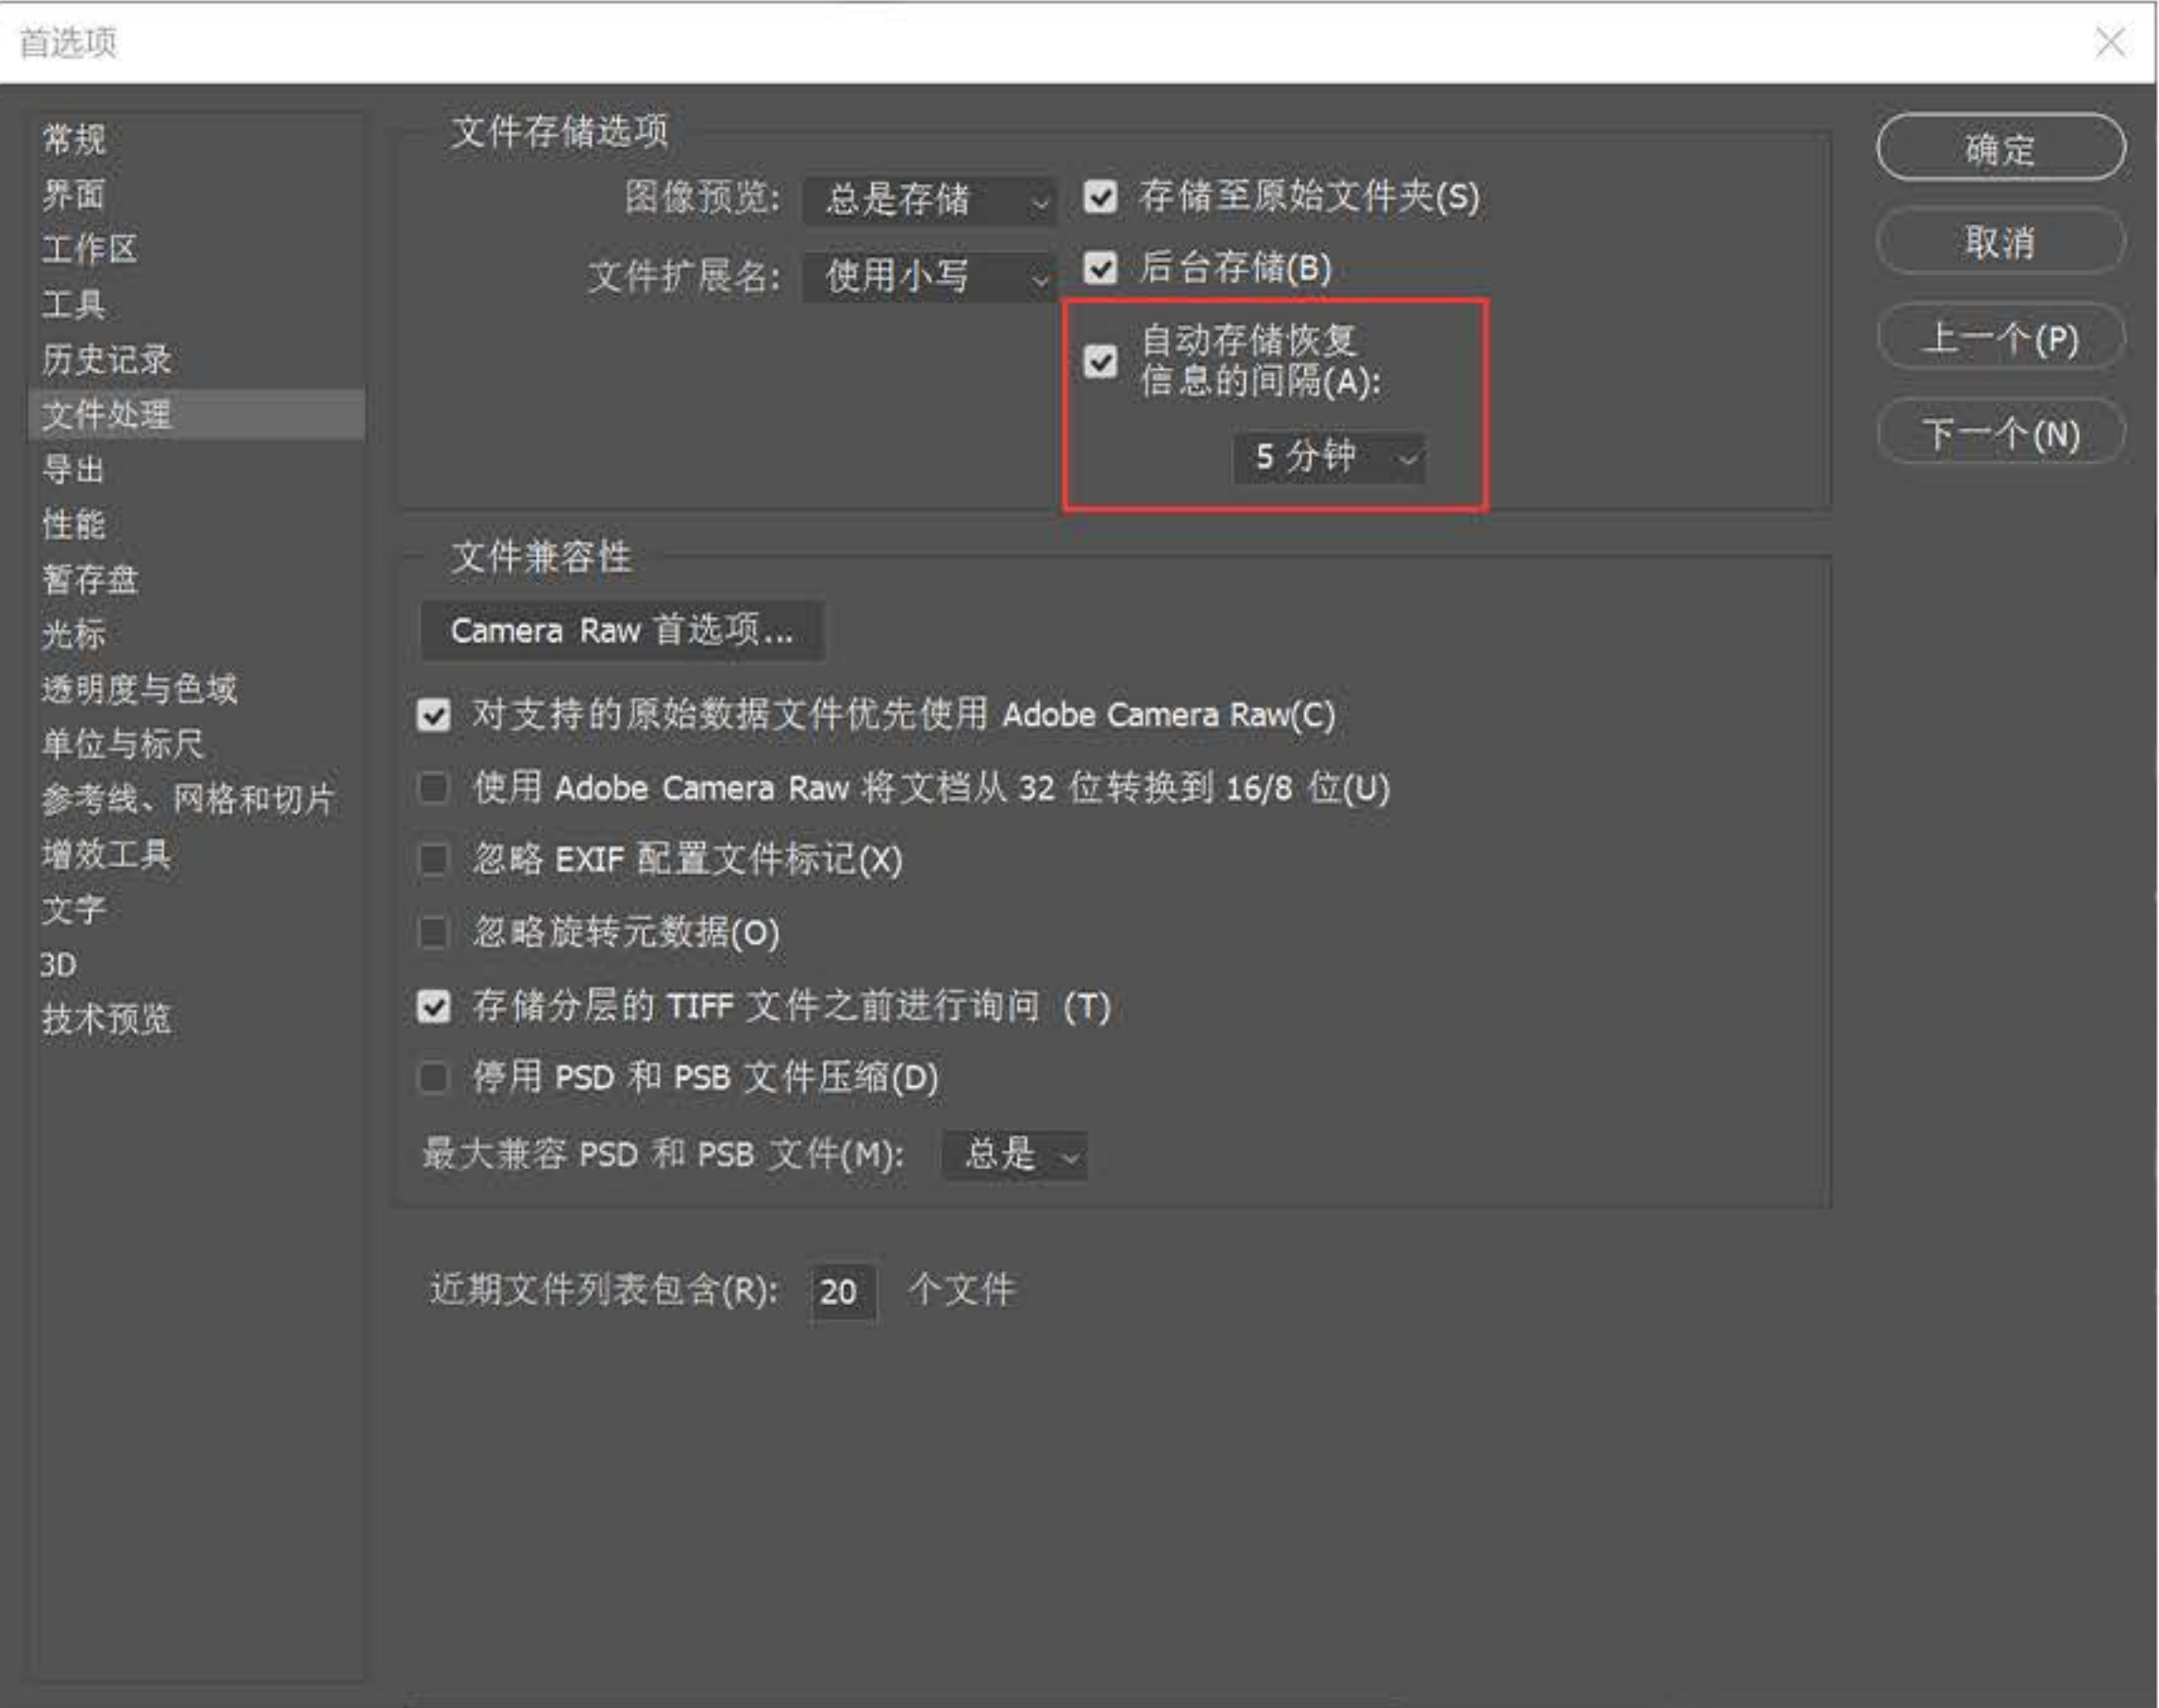 首选项
常规
界面
工作区
工具
历史记录
文件处理
导出
性能
暂存盘
光标
透明度与色域
单位与标尺
参考线、网格和切片
增效工具
文字
3D
技术预览
文件存储选项
图像预览: 总是存储
文件扩展名: 使用小写
存储至原始文件夹(S)
后台存储(B)
自动存储恢复
信息的间隔(A):
5 分钟
文件兼容性
Camera Raw 首选项...
对支持的原始数据文件优先使用 Adobe Camera Raw(C)
使用 Adobe Camera Raw 将文档从 32 位转换到 16/8 位(U)
忽略 EXIF 配置文件标记(X)
忽略旋转元数据(O)
存储分层的 TIFF 文件之前进行询问 (T)
停用 PSD 和 PSB 文件压缩(D)
最大兼容 PSD 和 PSB 文件(M): 总是
近期文件列表包含(R): 20 个文件
确定
取消
上一个(P)
下一个(N)